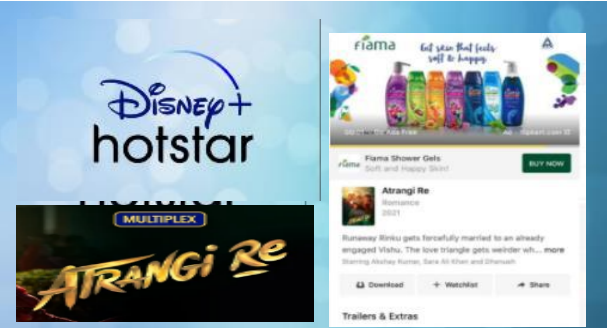 Disney+
hotstar
MULTIPLEX
ATRANGI RE
Fiama
Get skin that feels
soft & happy.
Fiama Shower Gels
Soft and Happy Skin!
BUY NOW
Atrangi Re
Romance
2021
Runaway Rinku gets forcefully married to an already
engaged Vishu. The love triangle gets weirder wh... more
Starring Akshay Kumar, Sara Ali Khan and Dhanush
Download
+ Watchlist
Share
Trailers & Extras